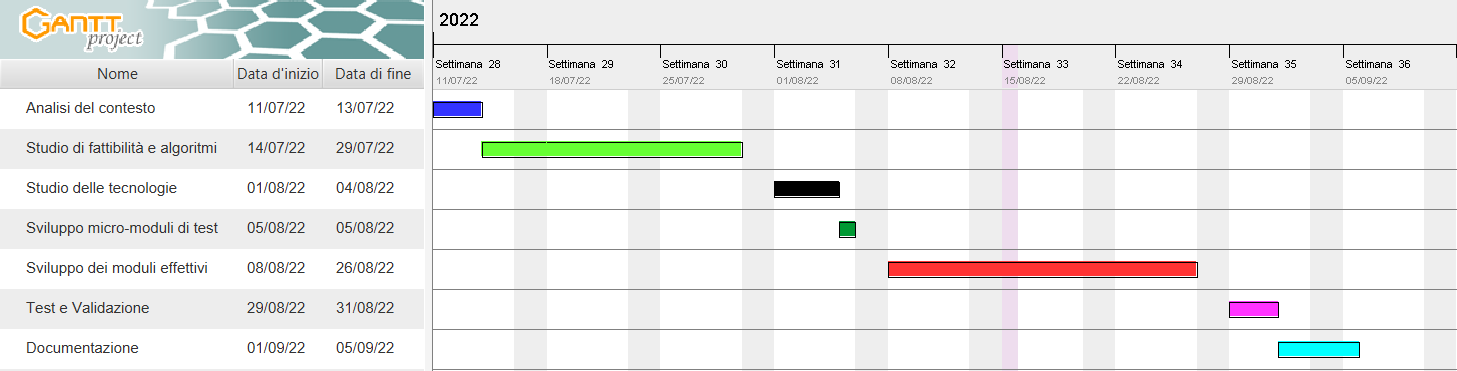 GANTT
project
2022
Settimana 28 Settimana 29 Settimana 30 Settimana 31 Settimana 32 Settimana 33 Settimana 34 Settimana 35 Settimana 36
11/07/22 18/07/22 25/07/22 01/08/22 08/08/22 15/08/22 22/08/22 29/08/22 05/09/22
Nome Data d'inizio Data di fine
Analisi del contesto 11/07/22 13/07/22
Studio di fattibilità e algoritmi 14/07/22 29/07/22
Studio delle tecnologie 01/08/22 04/08/22
Sviluppo micro-moduli di test 05/08/22 05/08/22
Sviluppo dei moduli effettivi 08/08/22 26/08/22
Test e Validazione 29/08/22 31/08/22
Documentazione 01/09/22 05/09/22